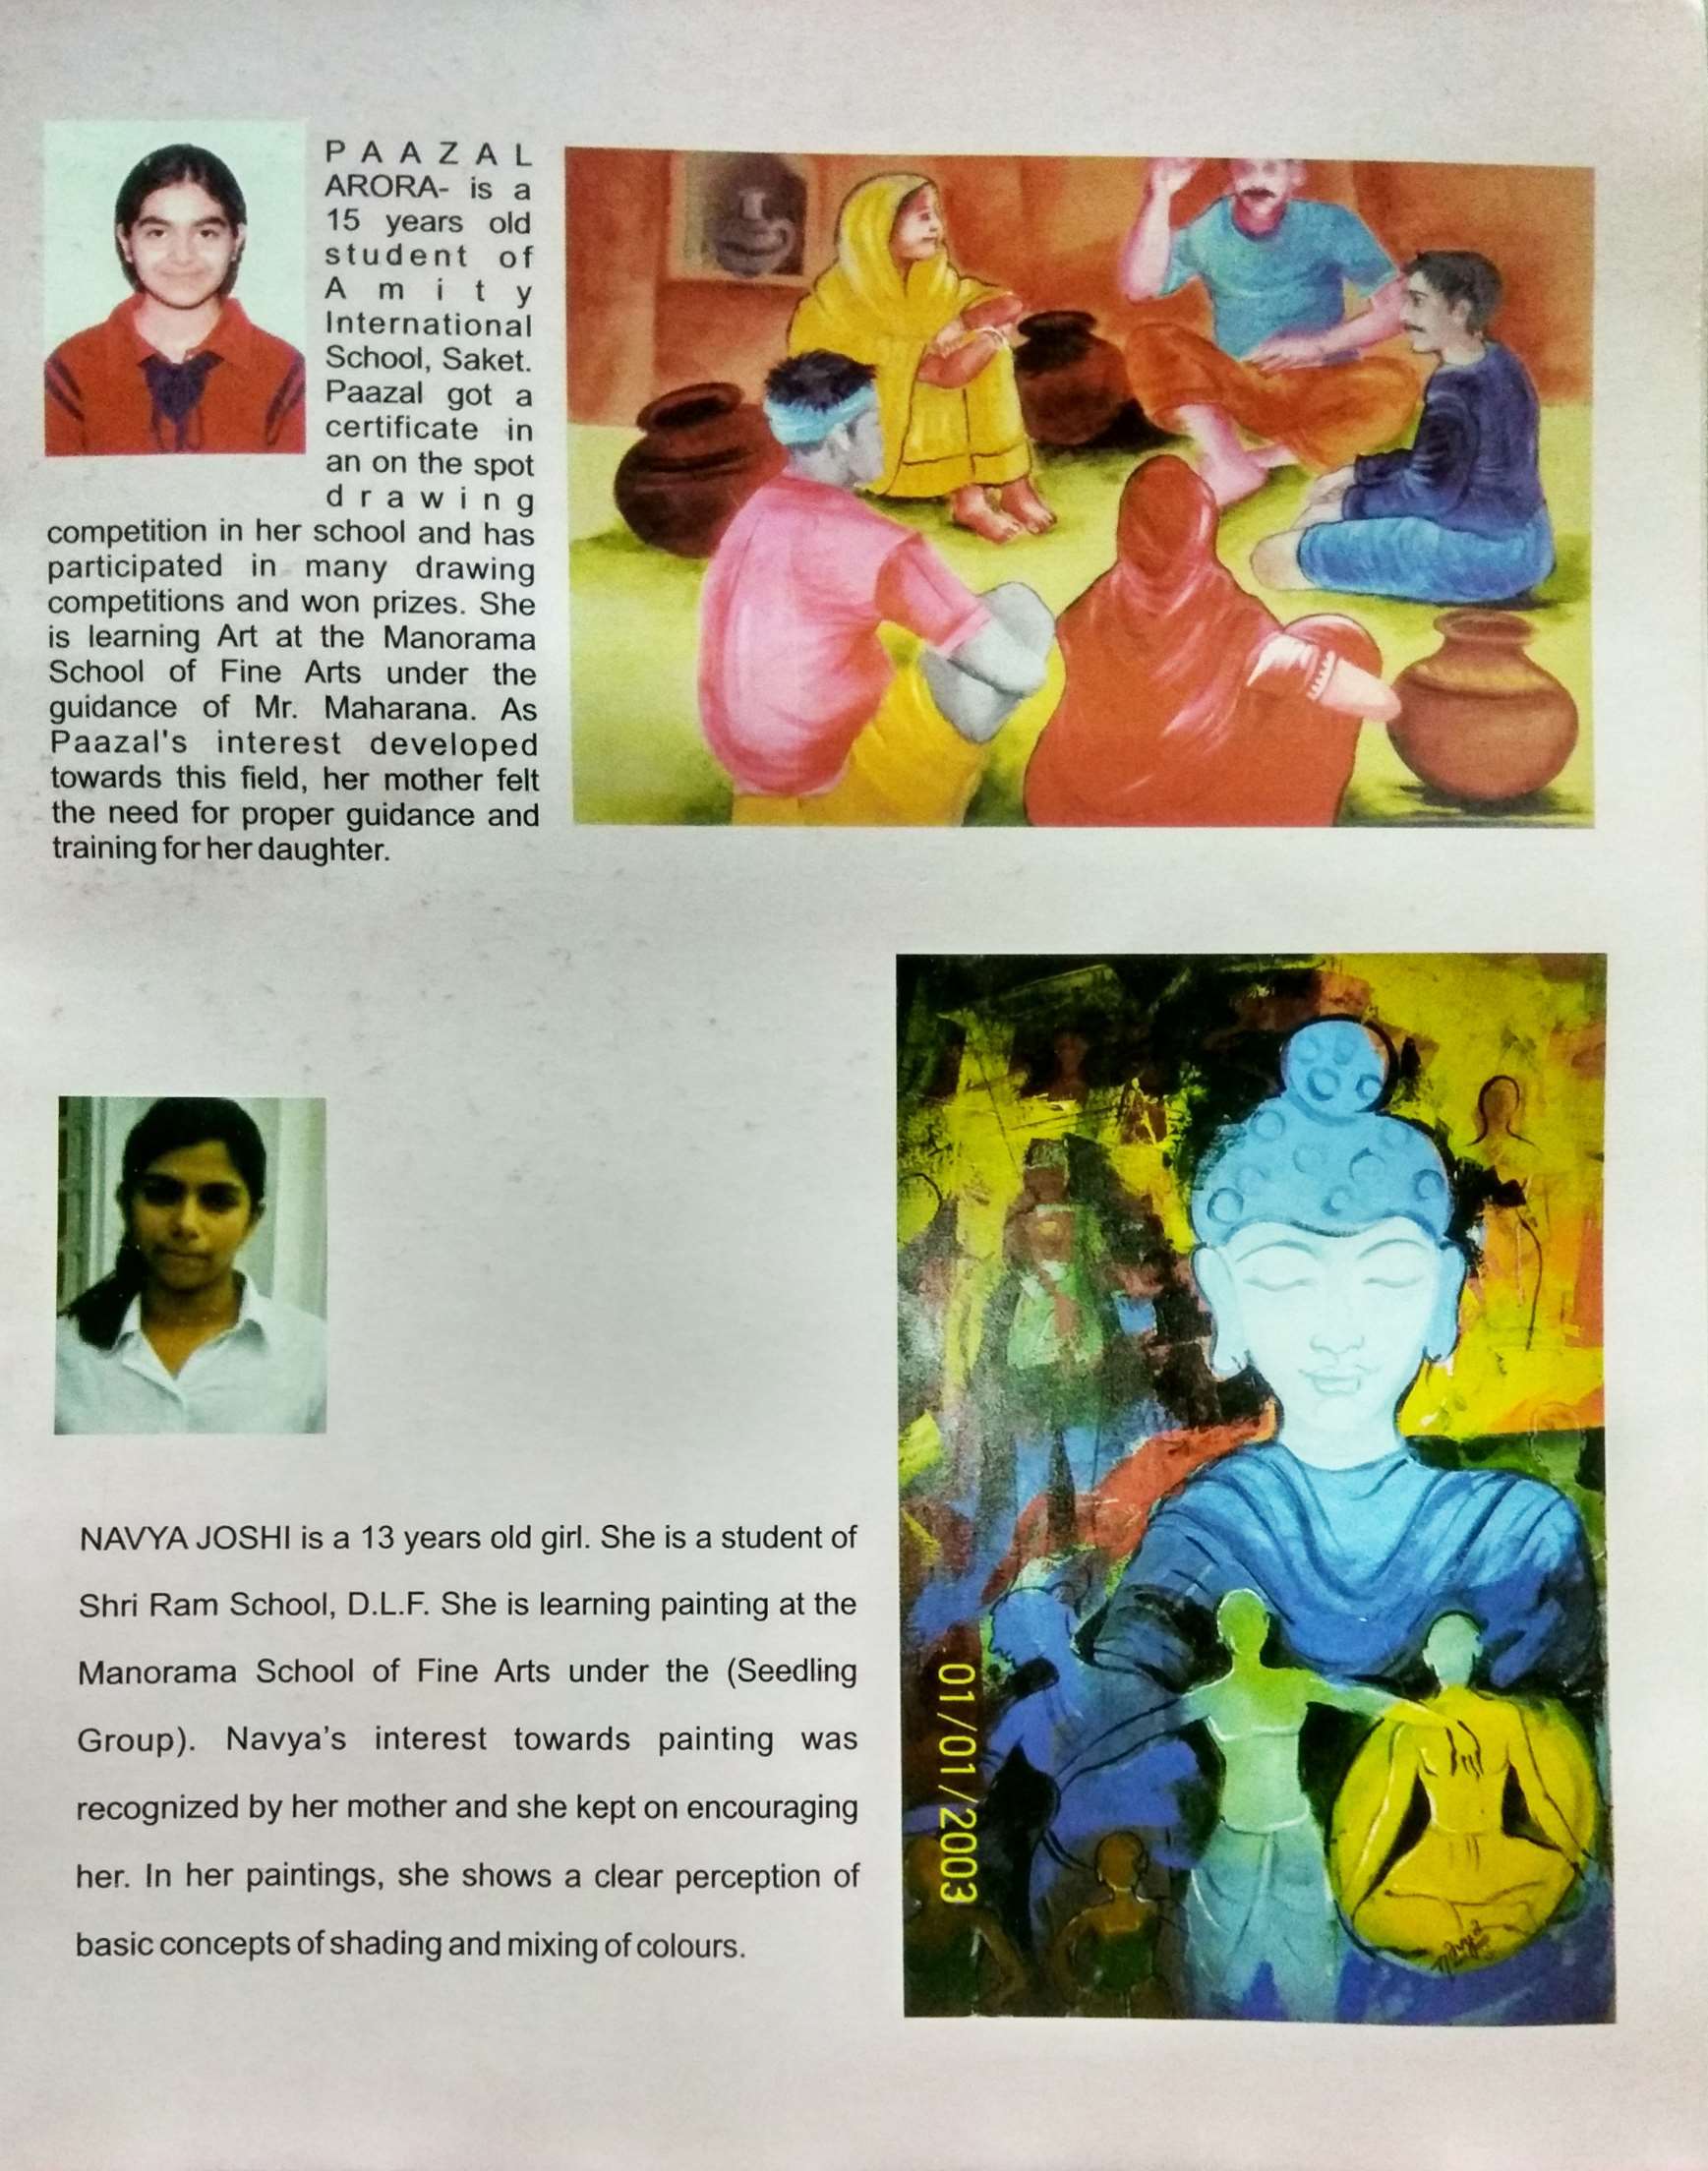 PAAZAL
ARORA- is a
15 years old
student of
Amity
International
School, Saket.
Paazal got a
certificate in
an on the spot
drawing
competition in her school and has
participated in many drawing
competitions and won prizes. She
is learning Art at the Manorama
School of Fine Arts under the
guidance of Mr. Maharana. As
Paazal's interest developed
towards this field, her mother felt
the need for proper guidance and
training for her daughter.
NAVYA JOSHI is a 13 years old girl. She is a student of
Shri Ram School, D.L.F. She is learning painting at the
Manorama School of Fine Arts under the (Seedling
Group). Navya's interest towards painting was
recognized by her mother and she kept on encouraging
her. In her paintings, she shows a clear perception of
basic concepts of shading and mixing of colours.
01/01/2003